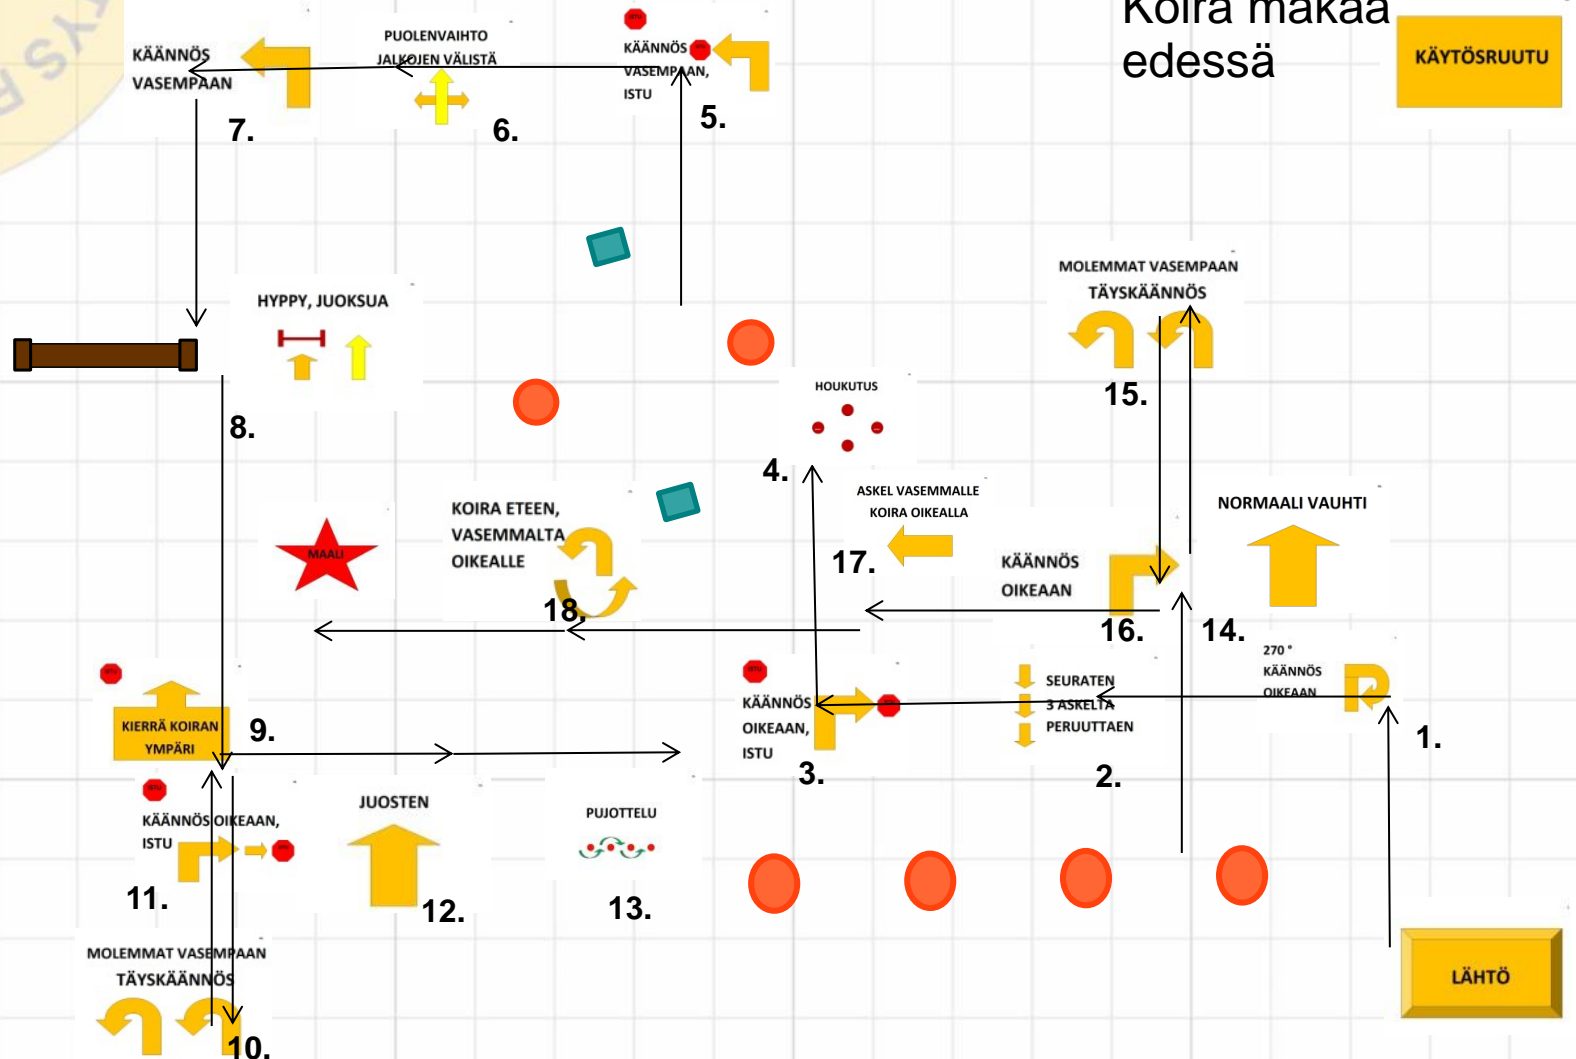 Koira makaa
edessä
KÄYTÖSRUUTU
KÄÄNNÖS
VASEMPAAN
7.
PUOLENVAIHTO
JALKOJEN VÄLISTÄ
6.
ISTU
KÄÄNNÖS
VASEMPAAN,
ISTU
5.
HYPPY, JUOKSUA
8.
MOLEMMAT VASEMPAAN
TÄYSKÄÄNNÖS
15.
HOUKUTUS
4.
ASKEL VASEMMALLE
KOIRA OIKEALLA
17.
NORMAALI VAUHTI
14.
KÄÄNNÖS
OIKEAAN
16.
KOIRA ETEEN,
VASEMMALTA
OIKEALLE
18.
MAALI
270 °
KÄÄNNÖS
OIKEAAN
1.
SEURATEN
3 ASKELTA
PERUUTTAEN
2.
KÄÄNNÖS
OIKEAAN,
ISTU
3.
KIERRÄ KOIRAN
YMPÄRI
9.
ISTU
KÄÄNNÖS OIKEAAN,
ISTU
11.
JUOSTEN
12.
PUJOTTELU
13.
MOLEMMAT VASEMPAAN
TÄYSKÄÄNNÖS
10.
LÄHTÖ